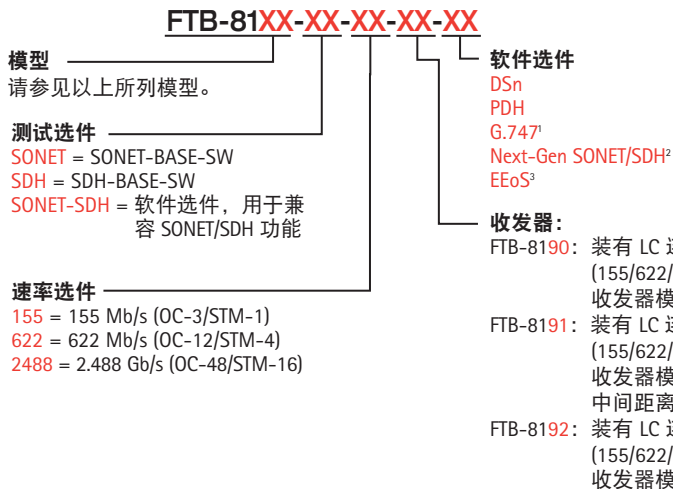 FTB-81XX-XX-XX-XX-XX
模型
请参见以上所列模型。
测试选件
SONET = SONET-BASE-SW
SDH = SDH-BASE-SW
SONET-SDH = 软件选件，用于兼
容 SONET/SDH 功能
速率选件
155 = 155 Mb/s (OC-3/STM-1)
622 = 622 Mb/s (OC-12/STM-4)
2488 = 2.488 Gb/s (OC-48/STM-16)
软件选件
DSn
PDH
G.747¹
Next-Gen SONET/SDH²
EEoS³
收发器：
FTB-8190：装有 LC
(155/622/
收发器模
FTB-8191：装有 LC
(155/622/
收发器模
中间距离
FTB-8192：装有 LC
(155/622/
收发器模